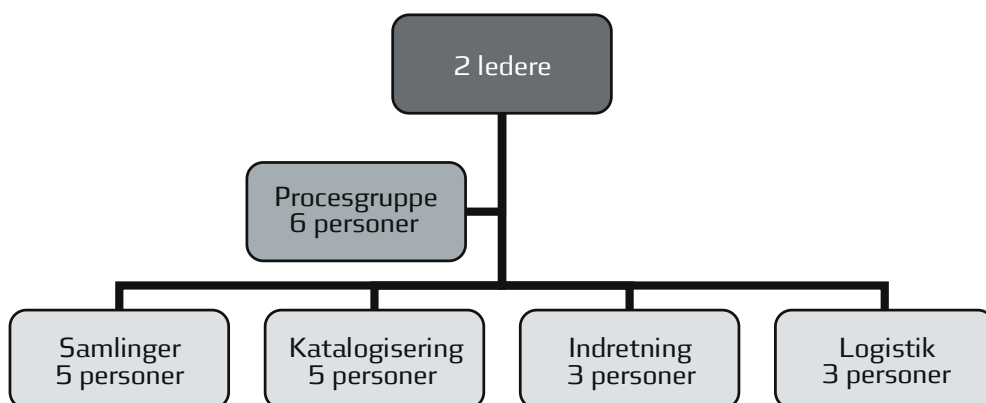 2 ledere
Procesgruppe
6 personer
Samlinger
5 personer
Katalogisering
5 personer
Indretning
3 personer
Logistik
3 personer